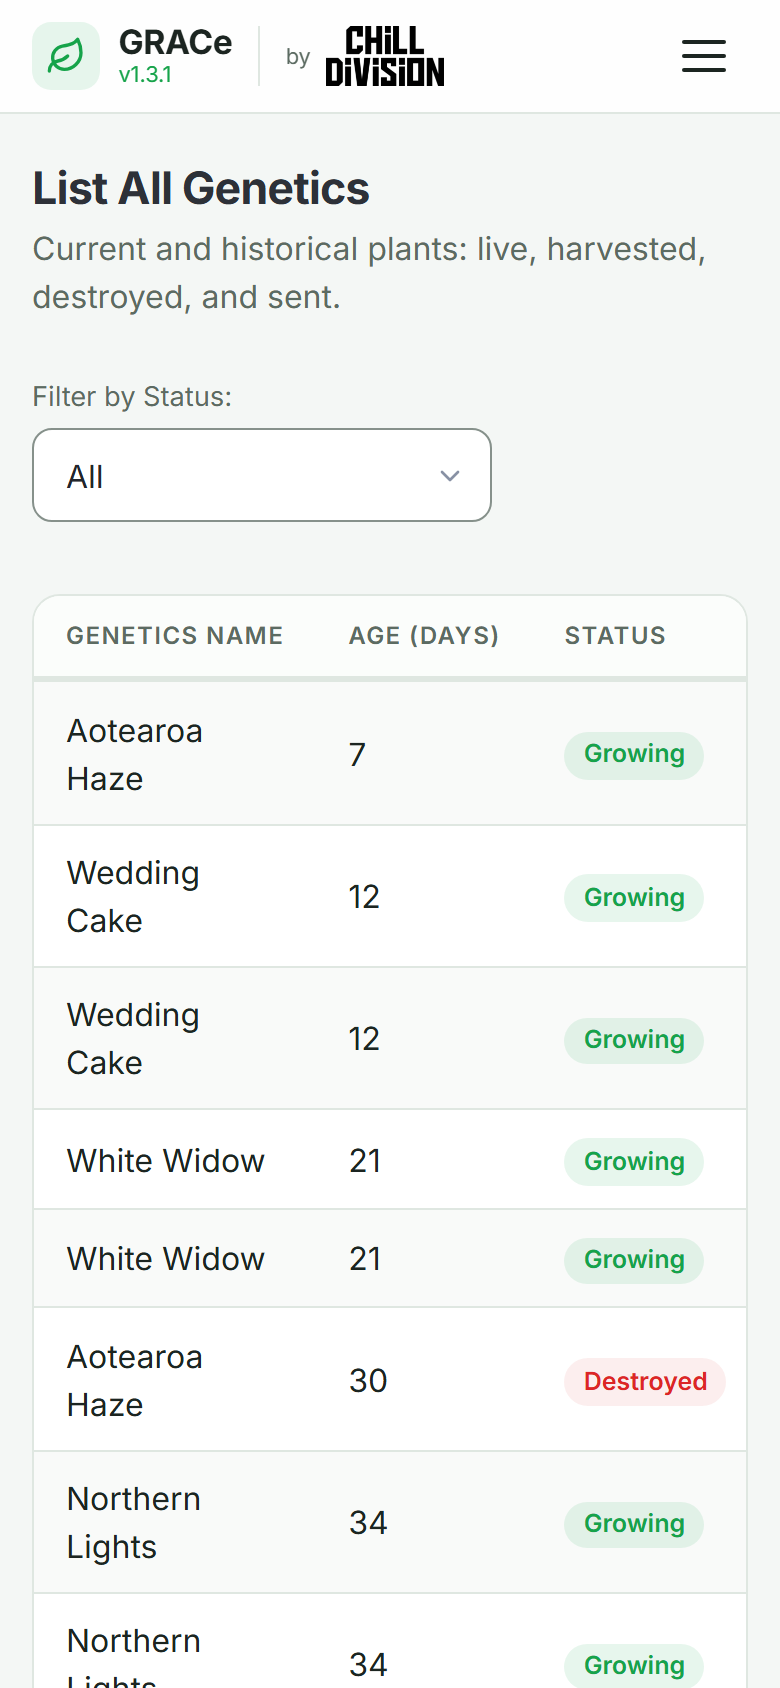 GRACe
v1.3.1
by
CHiLL
DiViSiON
List All Genetics
Current and historical plants: live, harvested,
destroyed, and sent.
Filter by Status:
All
GENETICS NAME AGE (DAYS) STATUS
Aotearoa
Haze
7
Growing
Wedding
Cake
12
Growing
Wedding
Cake
12
Growing
White Widow 21 Growing
White Widow 21 Growing
Aotearoa
Haze
30
Destroyed
Northern
Lights
34
Growing
Northern
Lights
34
Growing